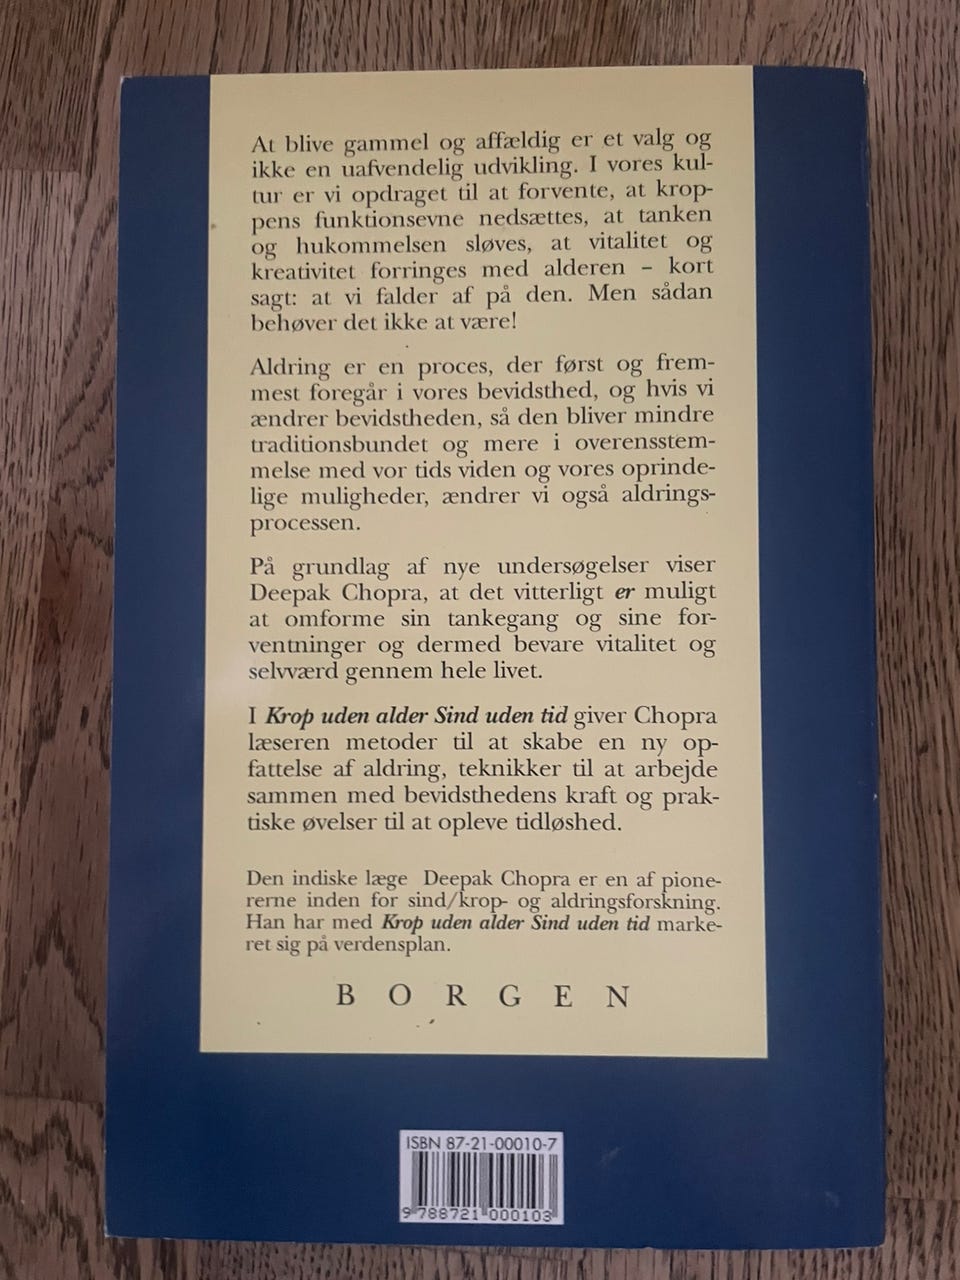 At blive gammel og affældig er et valg og
ikke en uafvendelig udvikling. I vores kul-
tur er vi opdraget til at forvente, at krop-
pens funktionsevne nedsættes, at tanken
og hukommelsen sløves, at vitalitet og
kreativitet forringes med alderen – kort
sagt: at vi falder af på den. Men sådan
behøver det ikke at være!
Aldring er en proces, der først og frem-
mest foregår i vores bevidsthed, og hvis vi
ændrer bevidstheden, så den bliver mindre
traditionsbundet og mere i overensstem-
melse med vor tids viden og vores oprinde-
lige muligheder, ændrer vi også aldrings-
processen.
På grundlag af nye undersøgelser viser
Deepak Chopra, at det vitterligt er muligt
at omforme sin tankegang og sine for-
ventninger og dermed bevare vitalitet og
selvværd gennem hele livet.
I Krop uden alder Sind uden tid giver Chopra
læseren metoder til at skabe en ny op-
fattelse af aldring, teknikker til at arbejde
sammen med bevidsthedens kraft og prak-
tiske øvelser til at opleve tidløshed.
Den indiske læge Deepak Chopra er en af pione-
rerne inden for sind/krop- og aldringsforskning.
Han har med Krop uden alder Sind uden tid marke-
ret sig på verdensplan.
BORGEN
ISBN 87-21-00010-7
9 788721 000103